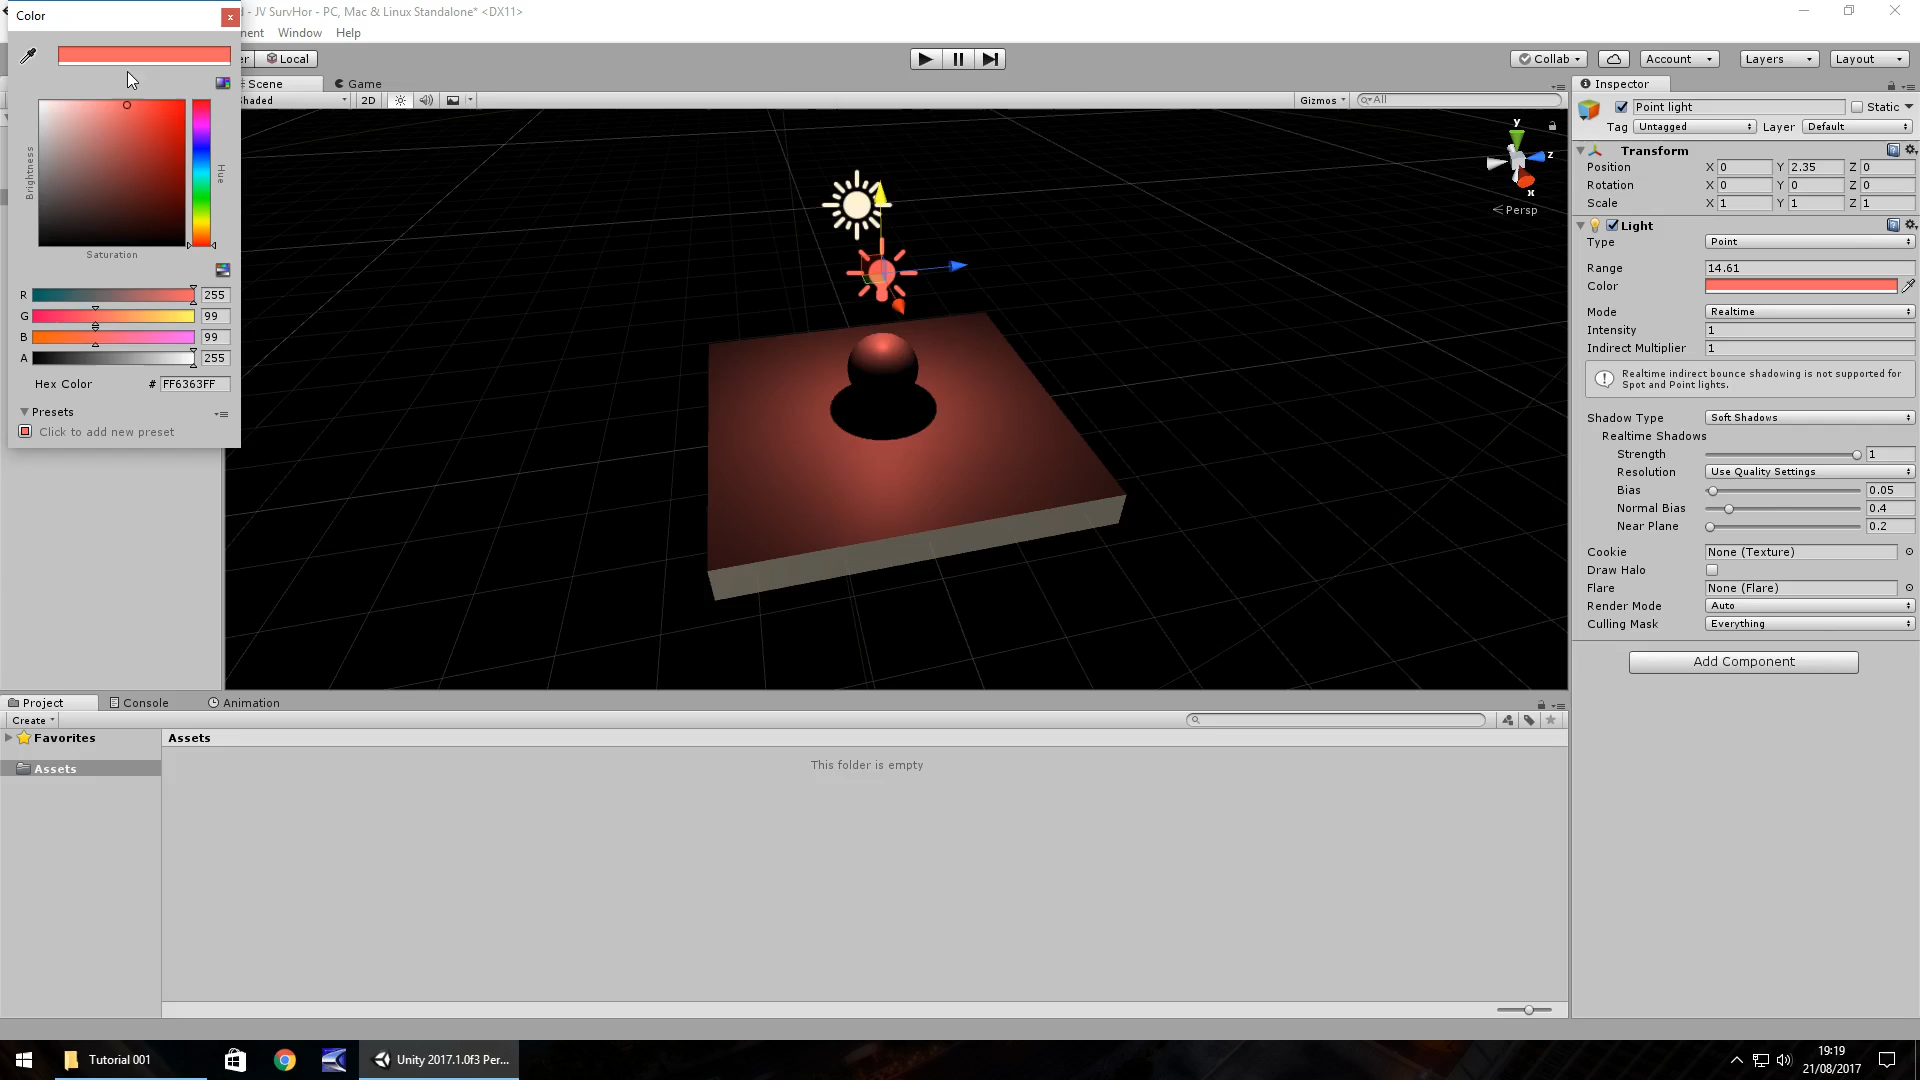 Color x - JV SurvHor - PC, Mac & Linux Standalone* <DX11>
Window Help
Local Collab Account Layers Layout
Scene Game Inspector
2D Gizmos All
Point light Static
Tag Untagged Layer Default
Transform
Position X 0 Y 2.35 Z 0
Rotation X 0 Y 0 Z 0
Scale X 1 Y 1 Z 1
Light
Type Point
Range 14.61
Color
Mode Realtime
Intensity 1
Indirect Multiplier 1
Realtime indirect bounce shadowing is not supported for
Spot and Point lights.
Shadow Type Soft Shadows
Realtime Shadows
Strength 1
Resolution Use Quality Settings
Bias 0.05
Normal Bias 0.4
Near Plane 0.2
Cookie None (Texture)
Draw Halo
Flare None (Flare)
Render Mode Auto
Culling Mask Everything
Add Component
y
z
x
Persp
Brightness
Hue
Saturation
R 255
G 99
B 99
A 255
Hex Color # FF6363FF
Presets
Click to add new preset
Project Console Animation
Create
Favorites
Assets
Assets
This folder is empty
Tutorial 001 Unity 2017.1.0f3 Per... 19:19
21/08/2017